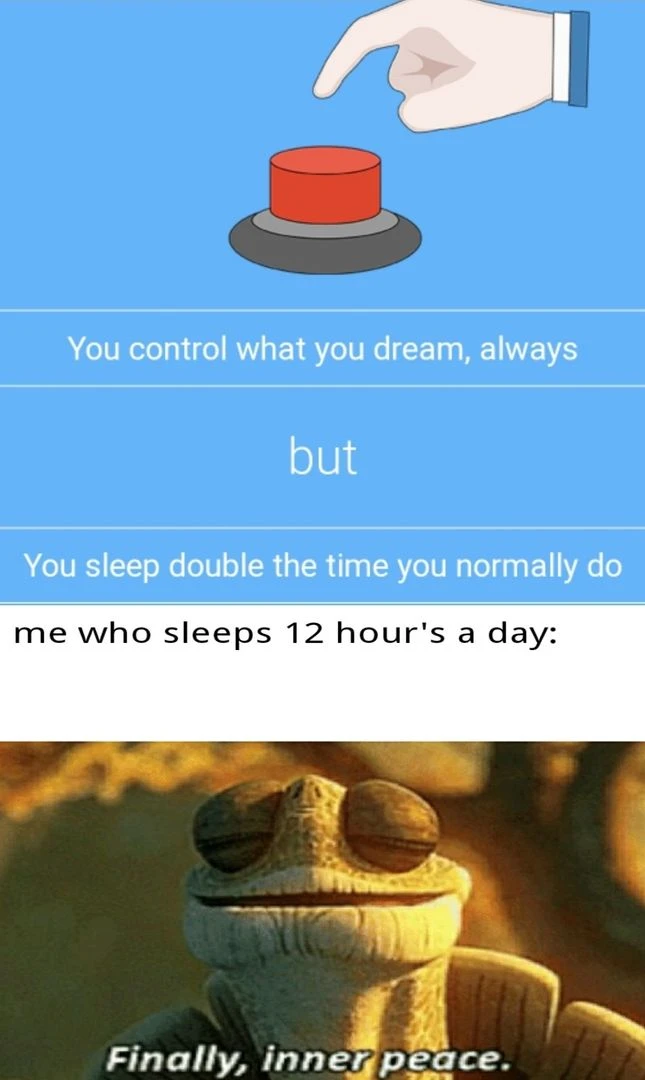 You control what you dream, always
but
You sleep double the time you normally do
me who sleeps 12 hour's a day:
Finally, inner peace.